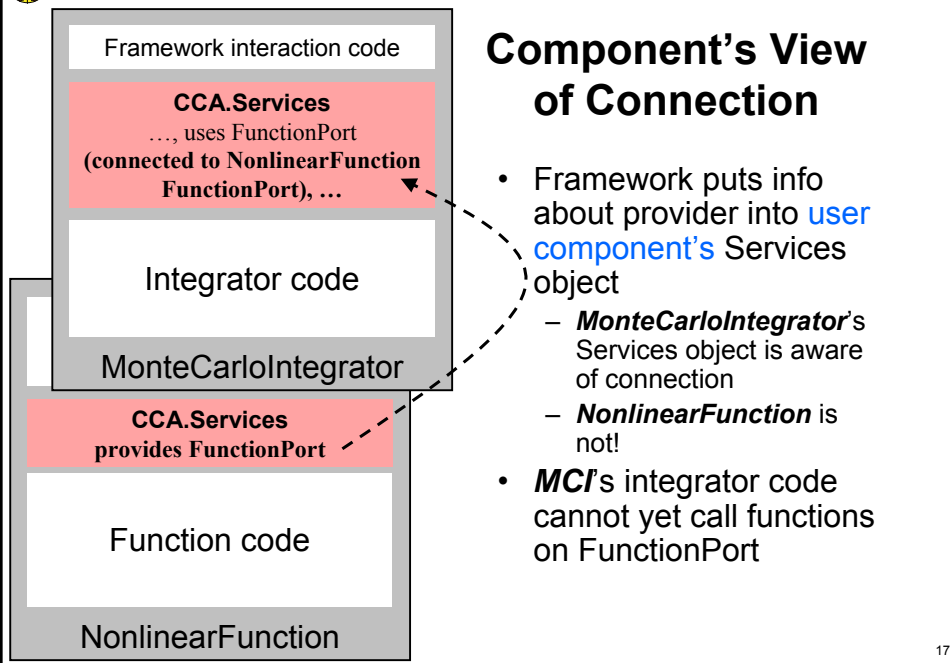 Framework interaction code
CCA.Services
…, uses FunctionPort
(connected to NonlinearFunction
FunctionPort), …
Integrator code
MonteCarloIntegrator
CCA.Services
provides FunctionPort
Function code
NonlinearFunction
Component’s View
of Connection
• Framework puts info
about provider into user
component’s Services
object
– MonteCarloIntegrator’s
Services object is aware
of connection
– NonlinearFunction is
not!
• MCI’s integrator code
cannot yet call functions
on FunctionPort
17